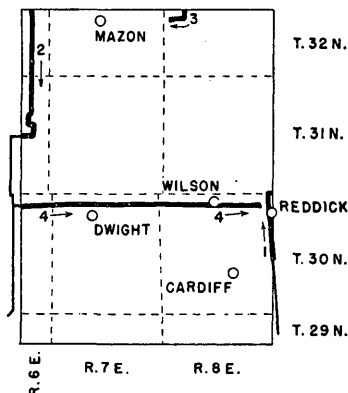 MAZON
3
2
T. 32 N.
T. 31 N.
WILSON
REDDICK
4
DWIGHT
4
1
T. 30 N.
CARDIFF
T. 29 N.
R. 6 E.
R. 7 E.
R. 8 E.